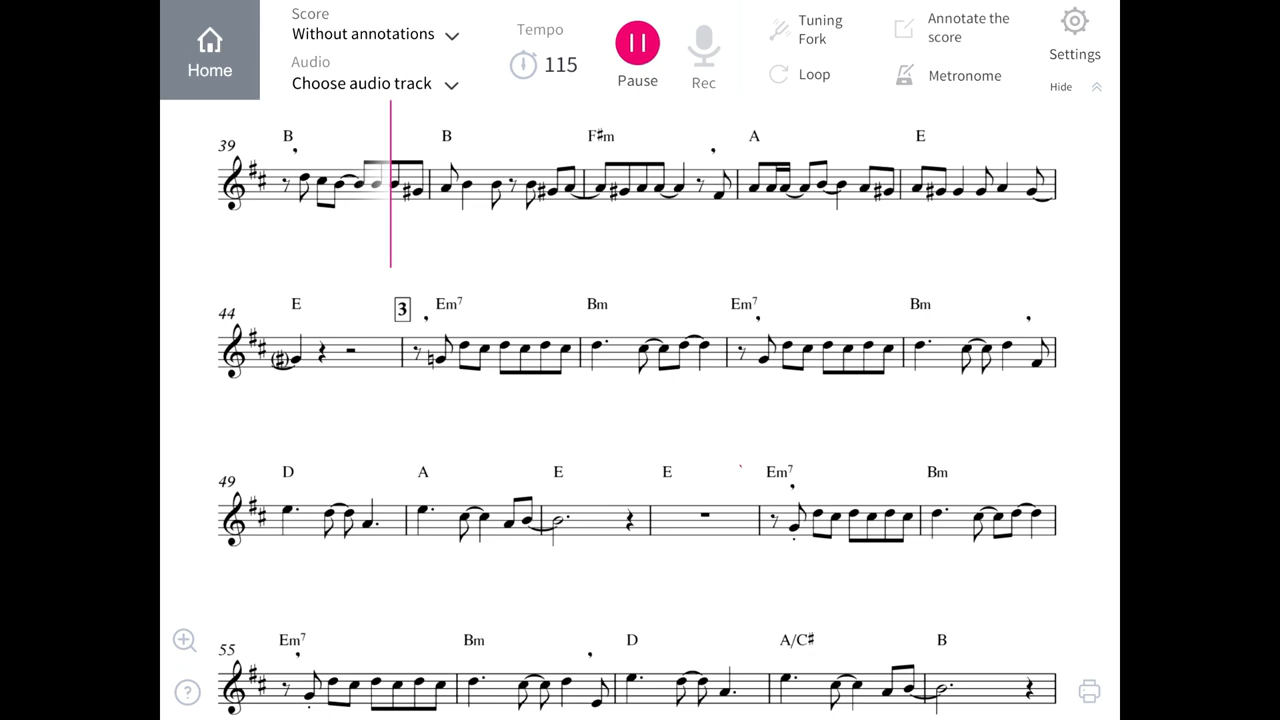 Home
Score
Without annotations
Audio
Choose audio track
Tempo
115
Pause
Rec
Tuning Fork
Loop
Annotate the score
Metronome
Settings
Hide
39 B B F♯m A E
44 E 3 Em7 Bm Em7 Bm
49 D A E E Em7 Bm
55 Em7 Bm D A/C♯ B
?